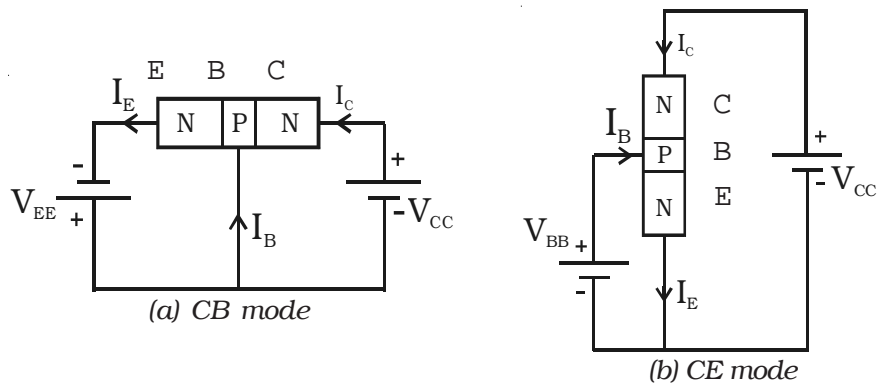 E B C
I_E
I_C
N P N
-
+
V_EE
+
+
-
V_CC
I_B
(a) CB mode
I_C
N
C
I_B
P
B
N
E
+
-
V_CC
V_BB
+
-
I_E
(b) CE mode